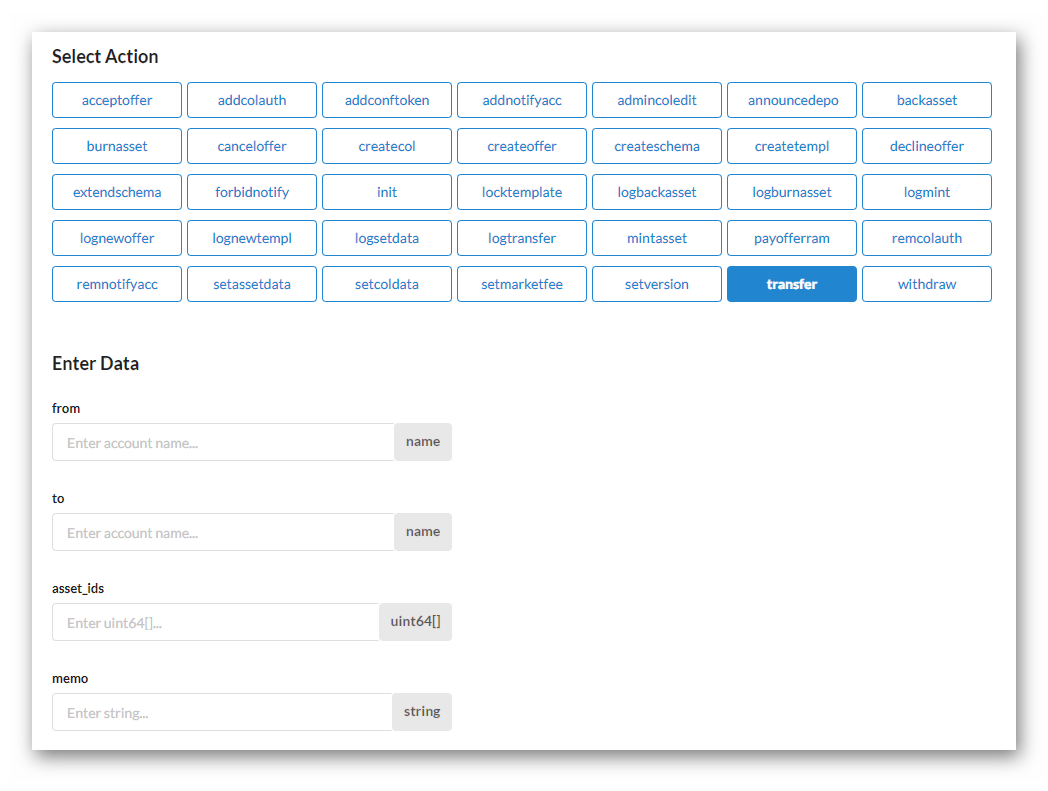 Select Action
acceptoffer addcolauth addconftoken addnotifyacc admincoledit announcedepo backasset
burnasset canceloffer createcol createoffer createschema createtempl declineoffer
extendschema forbidnotify init locktemplate logbackasset logburnasset logmint
lognewoffer lognewtempl logsetdata logtransfer mintasset payofferram remcolauth
remnotifyacc setassetdata setcoldata setmarketfee setversion transfer withdraw
Enter Data
from
Enter account name... name
to
Enter account name... name
asset_ids
Enter uint64[]... uint64[]
memo
Enter string... string